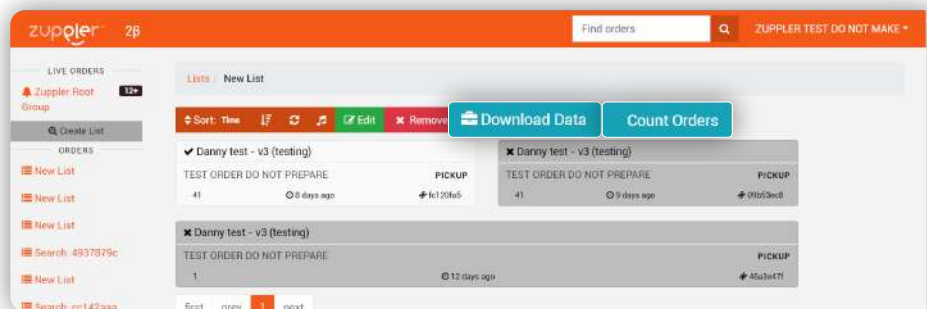 zuppler 2β
Find orders
ZUPPLER TEST DO NOT MAKE
LIVE ORDERS
Zuppler Root Group
12+
Create List
ORDERS
New List
New List
New List
Search: 4937879c
New List
Search: cc142aaa
Lists / New List
Sort: Time
Edit
Remove
Download Data
Count Orders
Danny test - v3 (testing)
TEST ORDER DO NOT PREPARE PICKUP
41 8 days ago fc120fa5
Danny test - v3 (testing)
TEST ORDER DO NOT PREPARE PICKUP
41 9 days ago 09b53ec8
Danny test - v3 (testing)
TEST ORDER DO NOT PREPARE PICKUP
1 12 days ago
first prev 1 next